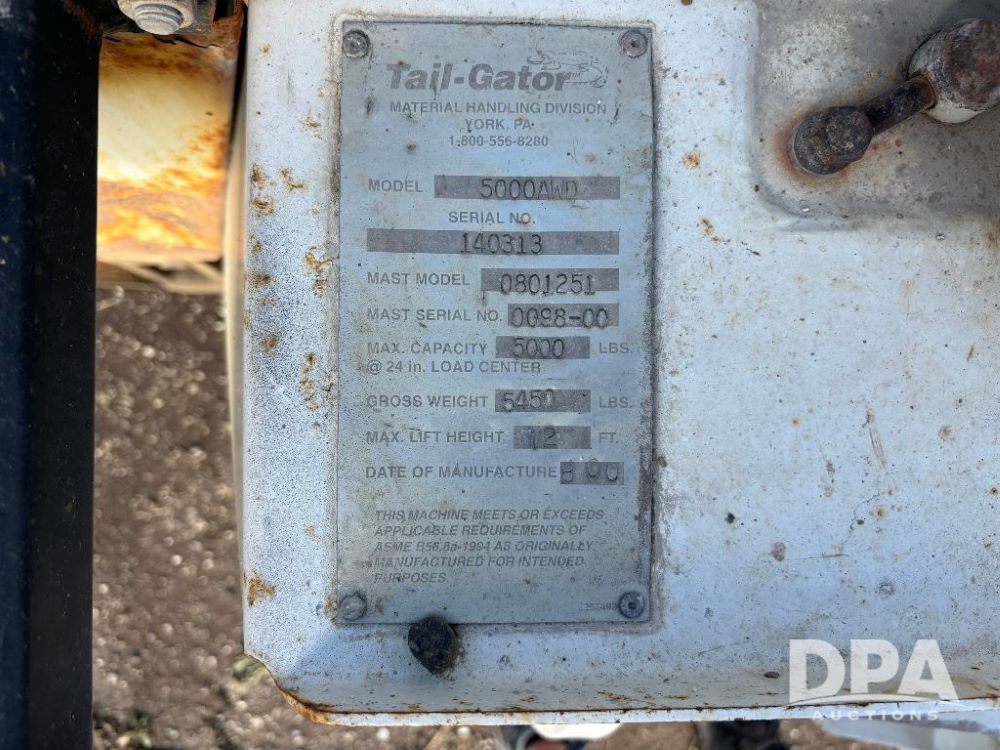 Tail-Gator
MATERIAL HANDLING DIVISION
YORK, PA
1-800-556-8280
MODEL 5000AWD
SERIAL NO.
140313
MAST MODEL 0801251
MAST SERIAL NO. 0098-00
MAX. CAPACITY 5000 LBS.
@ 24 in. LOAD CENTER
GROSS WEIGHT 5450 LBS.
MAX. LIFT HEIGHT 12 FT.
DATE OF MANUFACTURE
THIS MACHINE MEETS OR EXCEEDS
APPLICABLE REQUIREMENTS OF
ASME B56.6a-1994 AS ORIGINALLY
MANUFACTURED FOR INTENDED
PURPOSES.
DPA
AUCTIONS